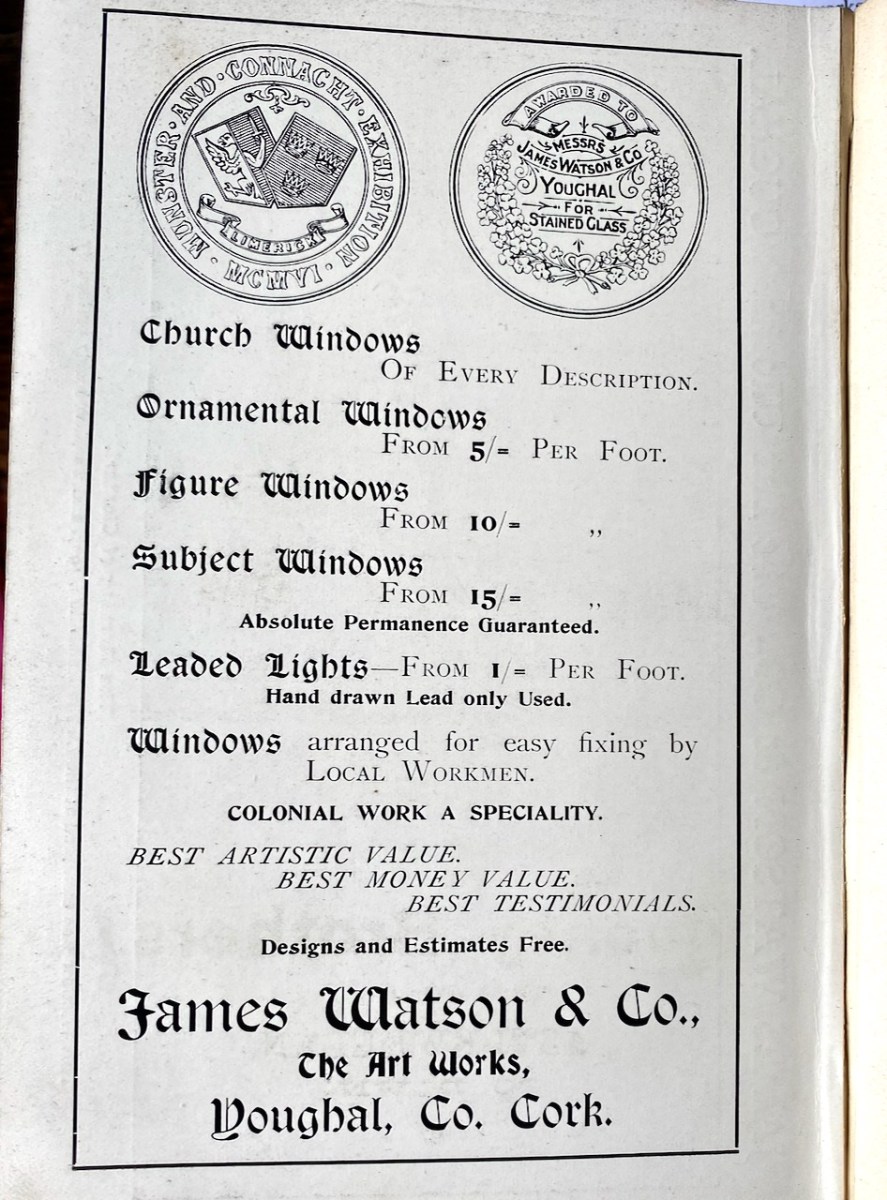 MUNSTER · AND · CONNACHT · EXHIBITION ·
LIMERICK
MCMVI
AWARDED TO
MESSRS
JAMES WATSON & CO
YOUGHAL
FOR
STAINED GLASS
Church Windows
OF EVERY DESCRIPTION.
Ornamental Windows
FROM 5/= PER FOOT.
Figure Windows
FROM 10/= „
Subject Windows
FROM 15/= „
Absolute Permanence Guaranteed.
Leaded Lights—FROM 1/= PER FOOT.
Hand drawn Lead only Used.
Windows arranged for easy fixing by
LOCAL WORKMEN.
COLONIAL WORK A SPECIALITY.
BEST ARTISTIC VALUE.
BEST MONEY VALUE.
BEST TESTIMONIALS.
Designs and Estimates Free.
James Watson & Co.,
The Art Works,
Youghal, Co. Cork.